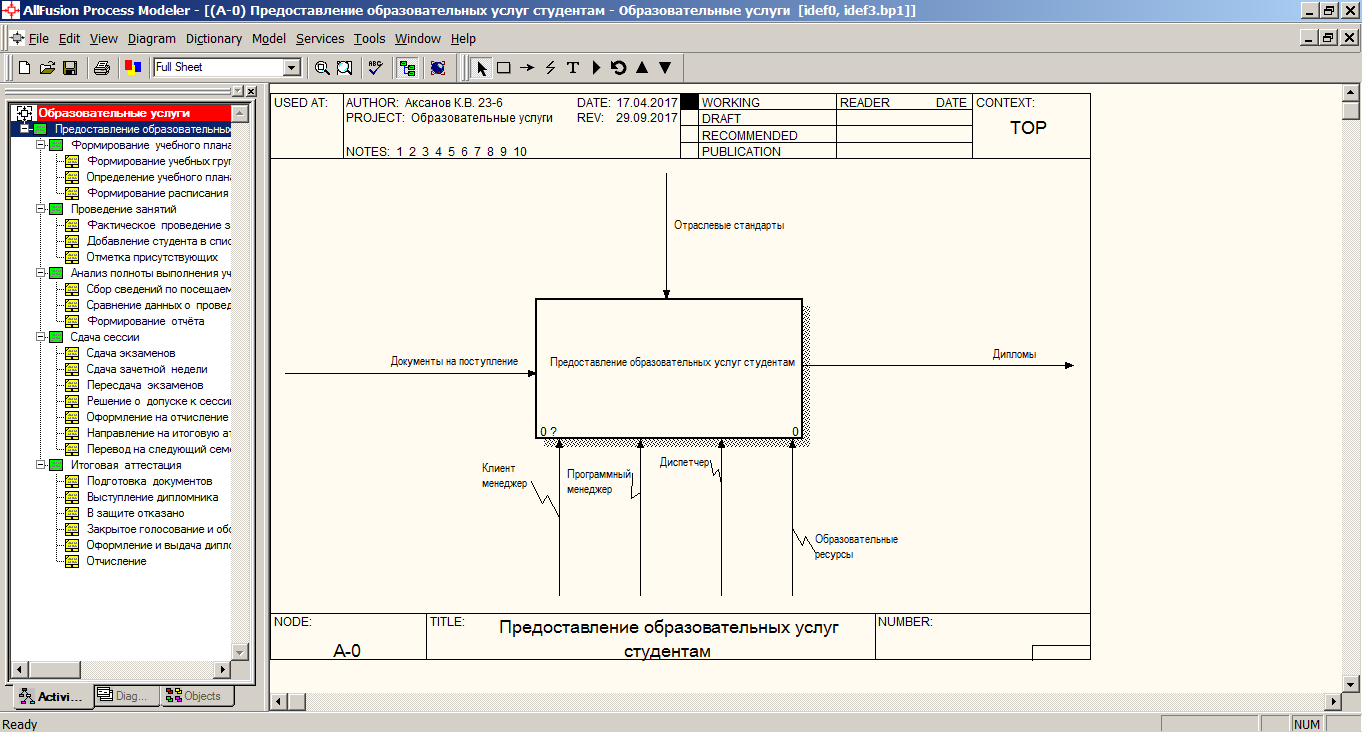 AllFusion Process Modeler - [(A-0) Предоставление образовательных услуг студентам - Образовательные услуги [idef0, idef3.bp1]]
File Edit View Diagram Dictionary Model Services Tools Window Help
Full Sheet
ABC
Образовательные услуги
Предоставление образовательных
Формирование учебного плана
Формирование учебных гру
Определение учебного плана
Формирование расписания
Проведение занятий
Фактическое проведение з
Добавление студента в спис
Отметка присутствующих
Анализ полноты выполнения уч
Сбор сведений по посещаем
Сравнение данных о провед
Формирование отчёта
Сдача сессии
Сдача экзаменов
Сдача зачетной недели
Пересдача экзаменов
Решение о допуске к сессии
Оформление на отчисление
Направление на итоговую ат
Перевод на следующий сем
Итоговая аттестация
Подготовка документов
Выступление дипломника
В защите отказано
Закрытое голосование и обс
Оформление и выдача дипло
Отчисление
Activi... Diag... Objects
USED AT:
AUTHOR: Аксанов К.В. 23-6 DATE: 17.04.2017
PROJECT: Образовательные услуги REV: 29.09.2017
NOTES: 1 2 3 4 5 6 7 8 9 10
WORKING
DRAFT
RECOMMENDED
PUBLICATION
READER DATE
CONTEXT:
TOP
Отраслевые стандарты
Документы на поступление
Предоставление образовательных услуг студентам
Дипломы
0 ? 0
Клиент
менеджер
Программный
менеджер
Диспетчер
Образовательные
ресурсы
NODE:
A-0
TITLE:
Предоставление образовательных услуг
студентам
NUMBER:
Ready
NUM